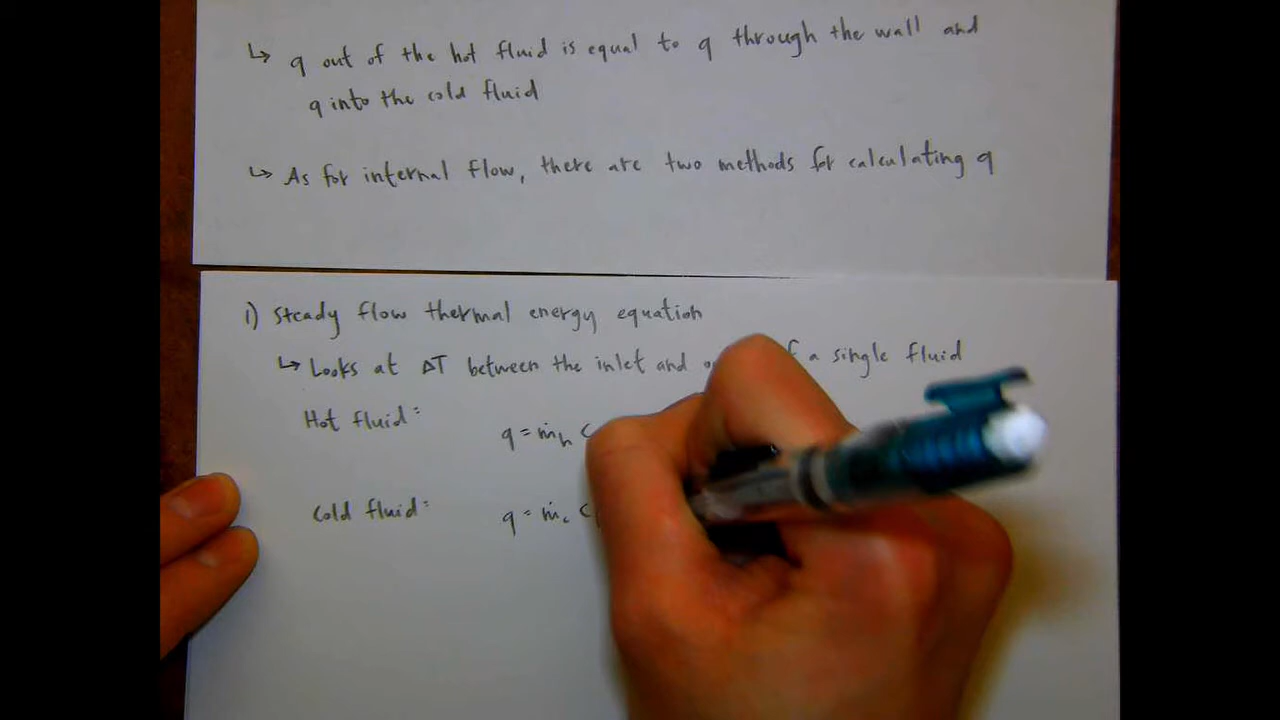 ↳ q out of the hot fluid is equal to q through the wall and
q into the cold fluid
↳ As for internal flow, there are two methods for calculating q
1) Steady flow thermal energy equation
↳ Looks at ΔT between the inlet and a single fluid
Hot fluid: q = ṁₕ C
Cold fluid: q = ṁ꜀ C